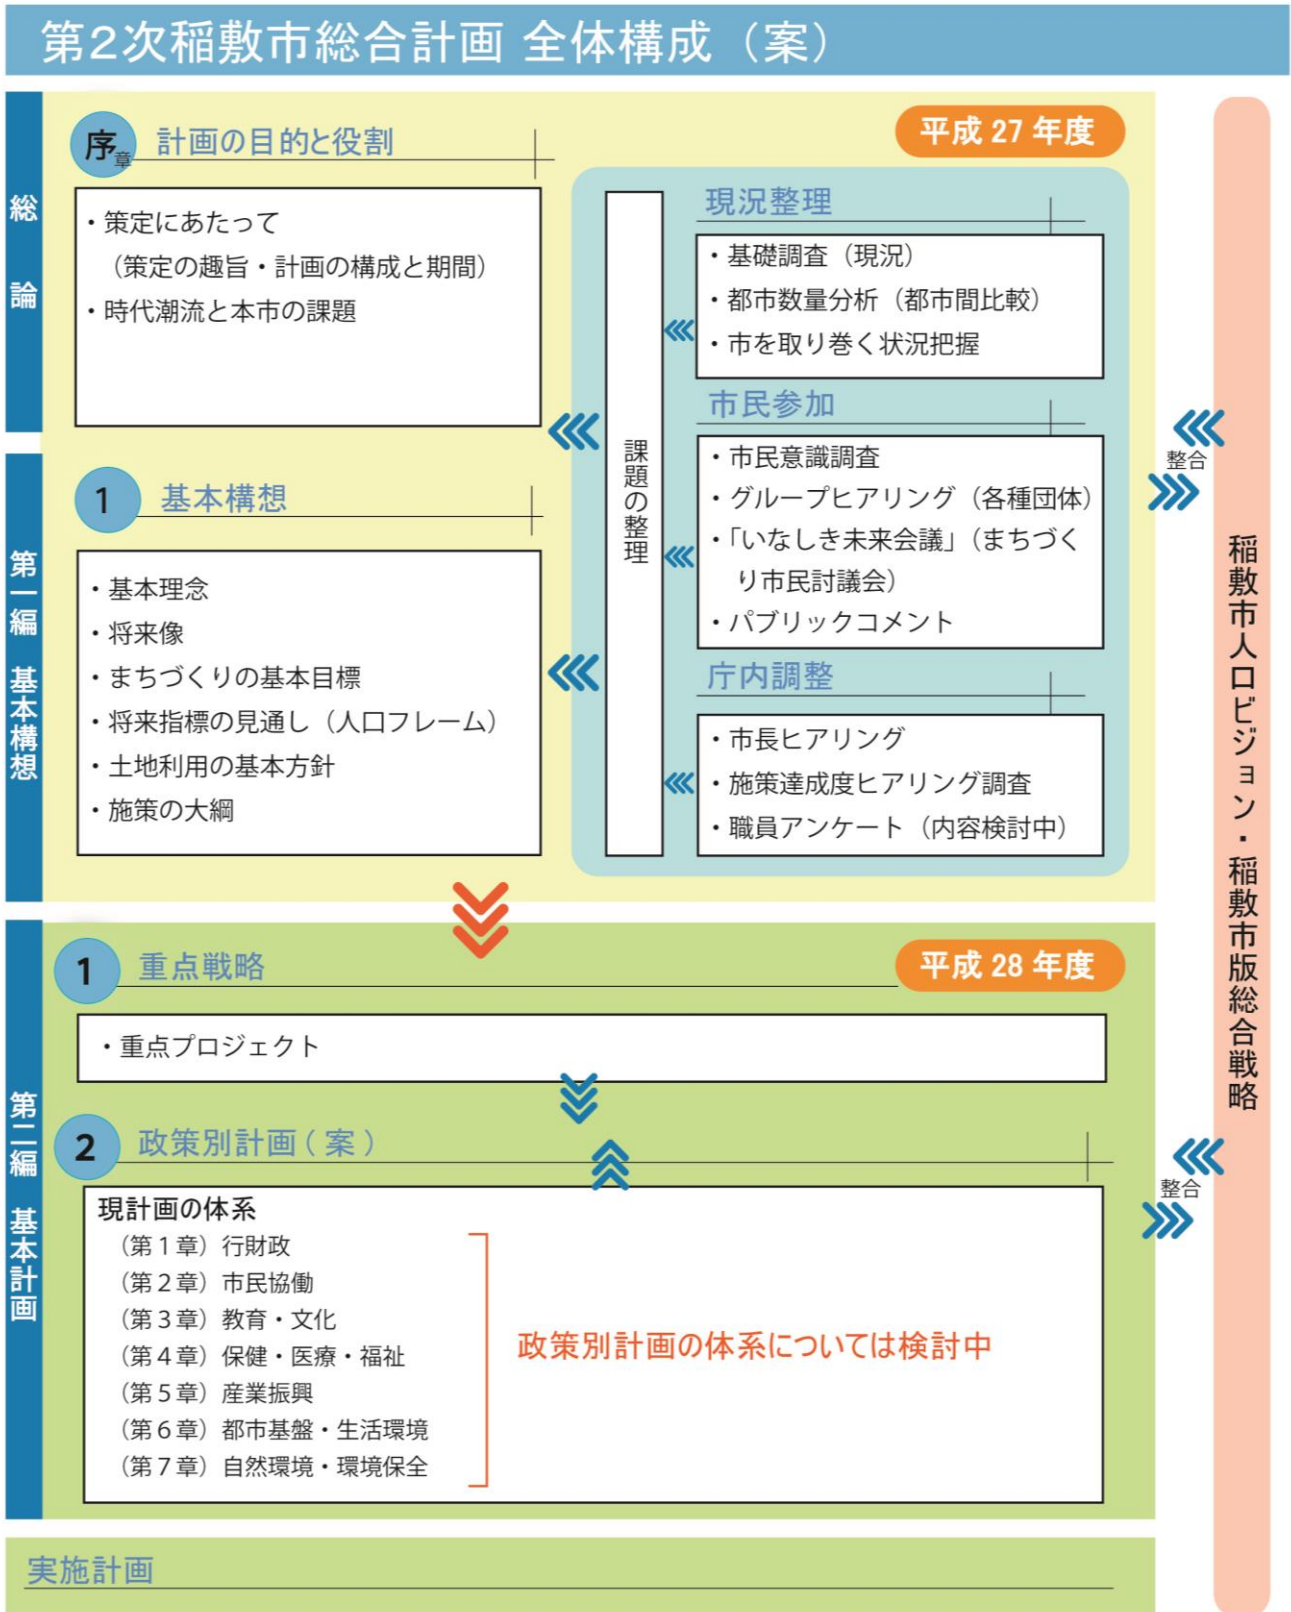 第2次稲敷市総合計画 全体構成（案）
総論
序章 計画の目的と役割
・策定にあたって
（策定の趣旨・計画の構成と期間）
・時代潮流と本市の課題
平成 27 年度
現況整理
・基礎調査（現況）
・都市数量分析（都市間比較）
・市を取り巻く状況把握
市民参加
・市民意識調査
・グループヒアリング（各種団体）
・「いなしき未来会議」（まちづく
り市民討議会）
・パブリックコメント
庁内調整
・市長ヒアリング
・施策達成度ヒアリング調査
・職員アンケート（内容検討中）
課題の整理
第一編 基本構想
1 基本構想
・基本理念
・将来像
・まちづくりの基本目標
・将来指標の見通し（人口フレーム）
・土地利用の基本方針
・施策の大綱
整合
稲敷市人口ビジョン・稲敷市版総合戦略
第二編 基本計画
1 重点戦略
平成 28 年度
・重点プロジェクト
2 政策別計画（案）
現計画の体系
（第1章）行財政
（第2章）市民協働
（第3章）教育・文化
（第4章）保健・医療・福祉
（第5章）産業振興
（第6章）都市基盤・生活環境
（第7章）自然環境・環境保全
政策別計画の体系については検討中
整合
実施計画